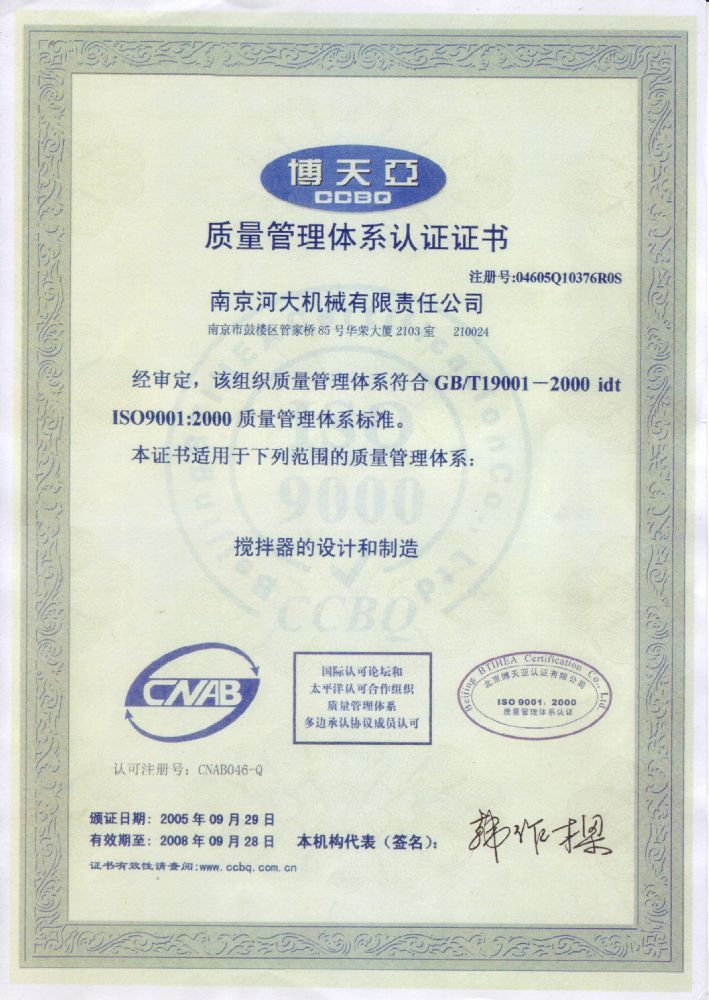 博天亞
CCBQ
质量管理体系认证证书
注册号:04605Q10376R0S
南京河大机械有限责任公司
南京市鼓楼区管家桥 85 号华荣大厦 2103 室 210024
经审定，该组织质量管理体系符合 GB/T19001－2000 idt
ISO9001:2000 质量管理体系标准。
本证书适用于下列范围的质量管理体系：
搅拌器的设计和制造
ISO
9000
CCBQ
CNAB
国际认可论坛和
太平洋认可合作组织
质量管理体系
多边承认协议成员认可
Beijing BTIHEA Certification Co., Ltd
北京博天亚认证有限公司
ISO 9001: 2000
质量管理体系认证
认可注册号：CNAB046-Q
颁证日期：2005 年 09 月 29 日
有效期至：2008 年 09 月 28 日 本机构代表（签名）：
韩作樑
证书有效性请查阅:www.ccbq.com.cn